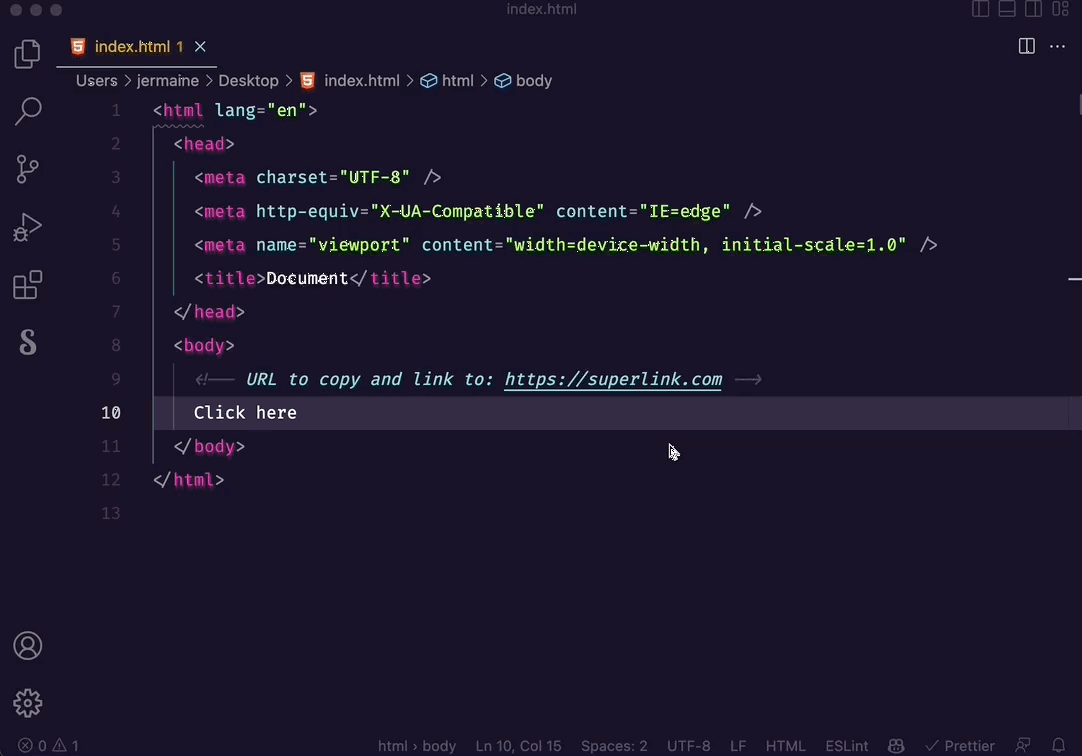 index.html
index.html 1
Users > jermaine > Desktop > index.html > html > body
1 <html lang="en">
2 <head>
3 <meta charset="UTF-8" />
4 <meta http-equiv="X-UA-Compatible" content="IE=edge" />
5 <meta name="viewport" content="width=device-width, initial-scale=1.0" />
6 <title>Document</title>
7 </head>
8 <body>
9 <!-- URL to copy and link to: https://superlink.com -->
10 Click here
11 </body>
12 </html>
13
0 1 html › body Ln 10, Col 15 Spaces: 2 UTF-8 LF HTML ESLint Prettier